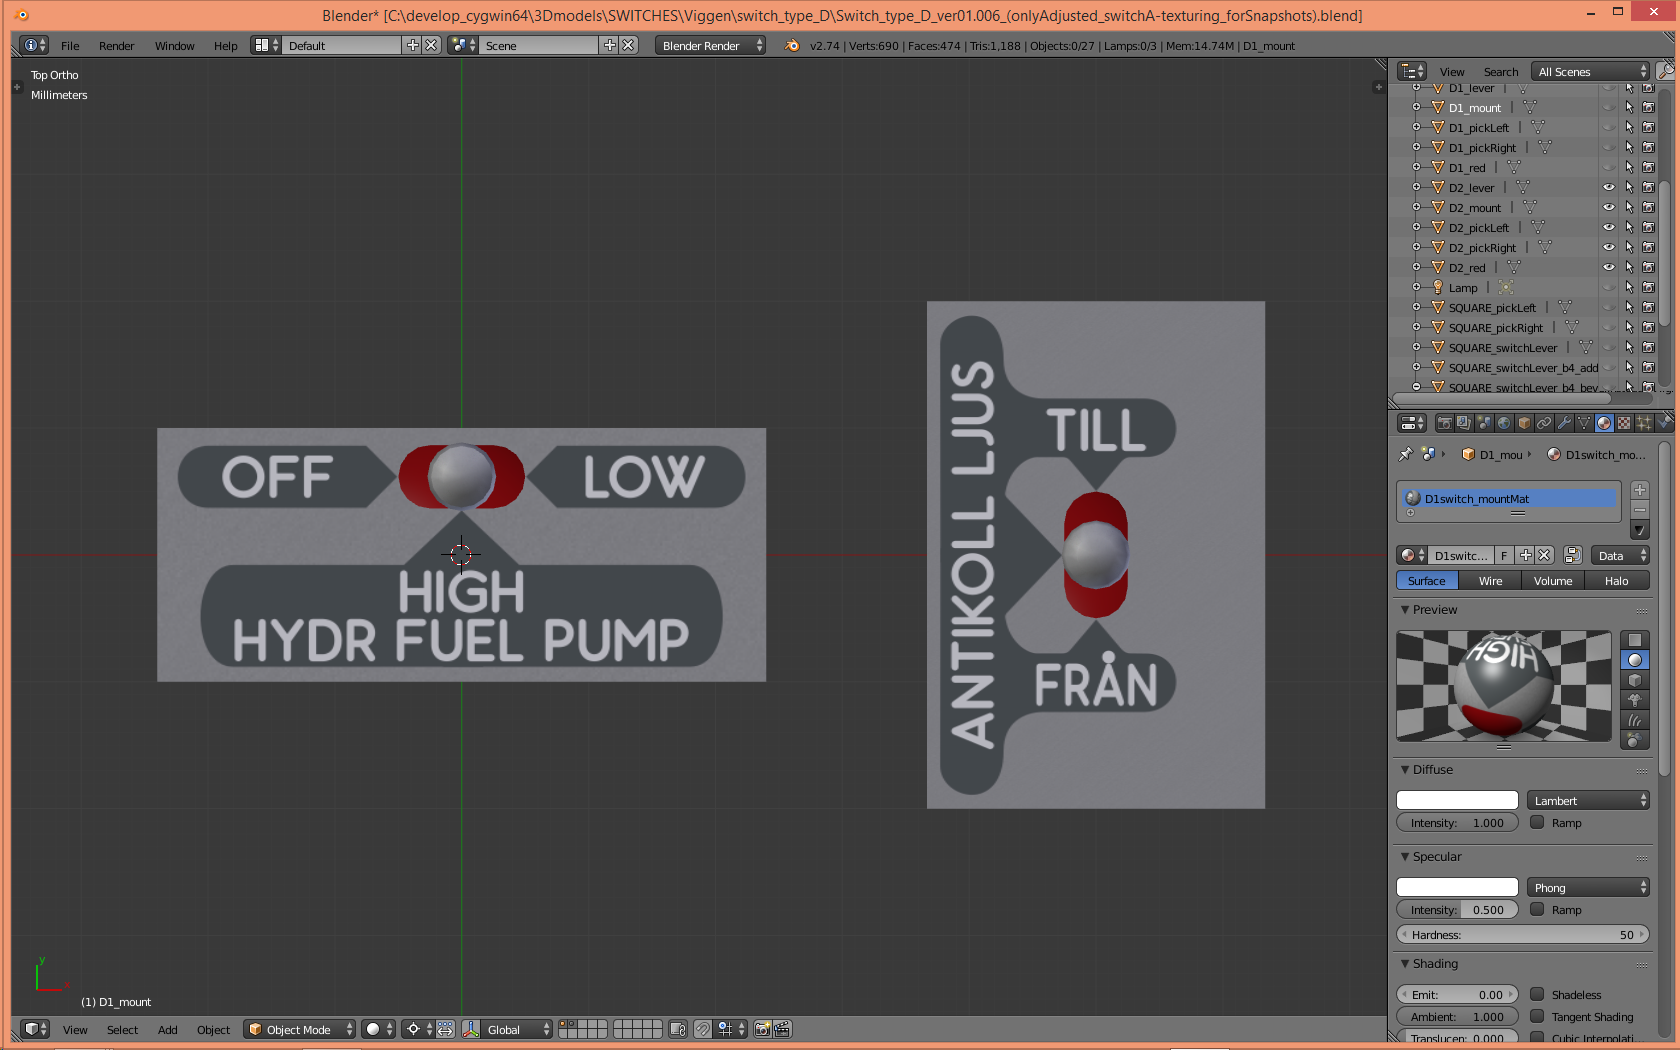 Blender* [C:\develop_cygwin64\3Dmodels\SWITCHES\Viggen\switch_type_D\Switch_type_D_ver01.006_(onlyAdjusted_switchA-texturing_forSnapshots).blend]
File Render Window Help Default Scene Blender Render v2.74 | Verts:690 | Faces:474 | Tris:1,188 | Objects:0/27 | Lamps:0/3 | Mem:14.74M | D1_mount
Top Ortho
Millimeters
OFF LOW
HIGH
HYDR FUEL PUMP
ANTIKOLL LJUS
TILL
FRÅN
y
x
(1) D1_mount
View Select Add Object Object Mode Global
View Search All Scenes
D1_lever
D1_mount
D1_pickLeft
D1_pickRight
D1_red
D2_lever
D2_mount
D2_pickLeft
D2_pickRight
D2_red
Lamp
SQUARE_pickLeft
SQUARE_pickRight
SQUARE_switchLever
SQUARE_switchLever_b4_add
SQUARE_switchLever_b4_bev
D1_mou D1switch_mo...
D1switch_mountMat
D1switc... F Data
Surface Wire Volume Halo
Preview
HIGH
Diffuse
Lambert
Intensity: 1.000 Ramp
Specular
Phong
Intensity: 0.500 Ramp
Hardness: 50
Shading
Emit: 0.00 Shadeless
Ambient: 1.000 Tangent Shading
Translucen: 0.000 Cubic Interpolati...